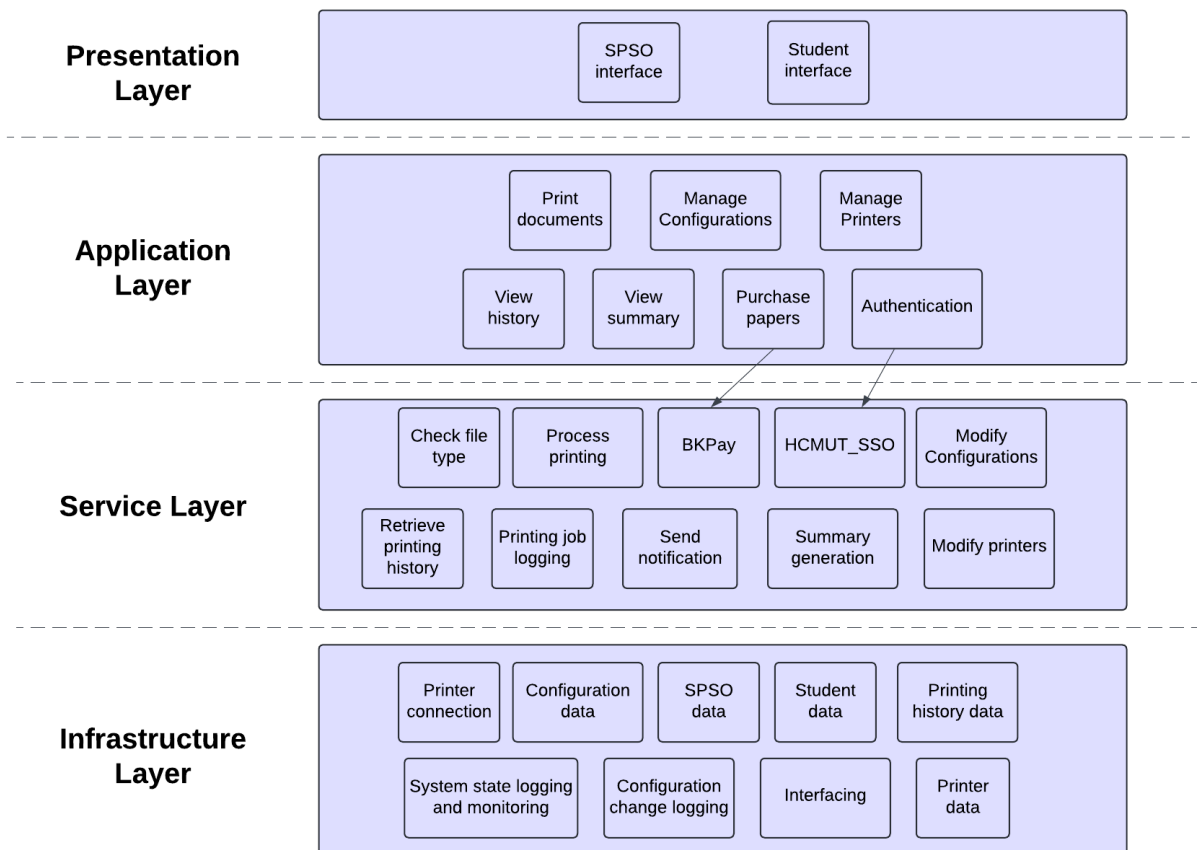 Presentation
Layer
SPSO
interface
Student
interface
Application
Layer
Print
documents
Manage
Configurations
Manage
Printers
View
history
View
summary
Purchase
papers
Authentication
Service Layer
Check file
type
Process
printing
BKPay
HCMUT_SSO
Modify
Configurations
Retrieve
printing
history
Printing job
logging
Send
notification
Summary
generation
Modify printers
Infrastructure
Layer
Printer
connection
Configuration
data
SPSO
data
Student
data
Printing
history data
System state logging
and monitoring
Configuration
change logging
Interfacing
Printer
data